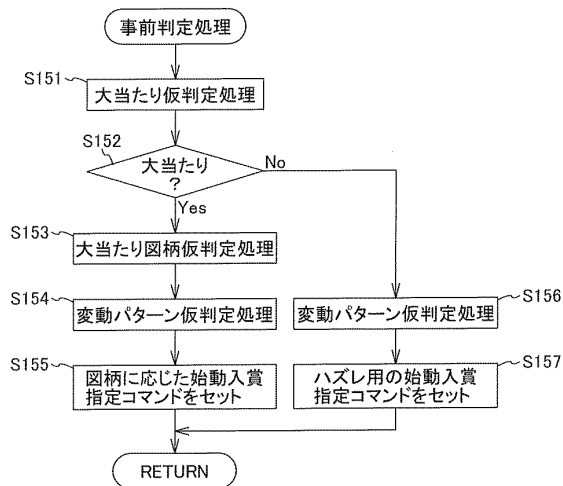 事前判定処理
S151
大当たり仮判定処理
S152
大当たり
?
No
Yes
S153
大当たり図柄仮判定処理
S154
変動パターン仮判定処理
S156
変動パターン仮判定処理
S155
図柄に応じた始動入賞
指定コマンドをセット
S157
ハズレ用の始動入賞
指定コマンドをセット
RETURN